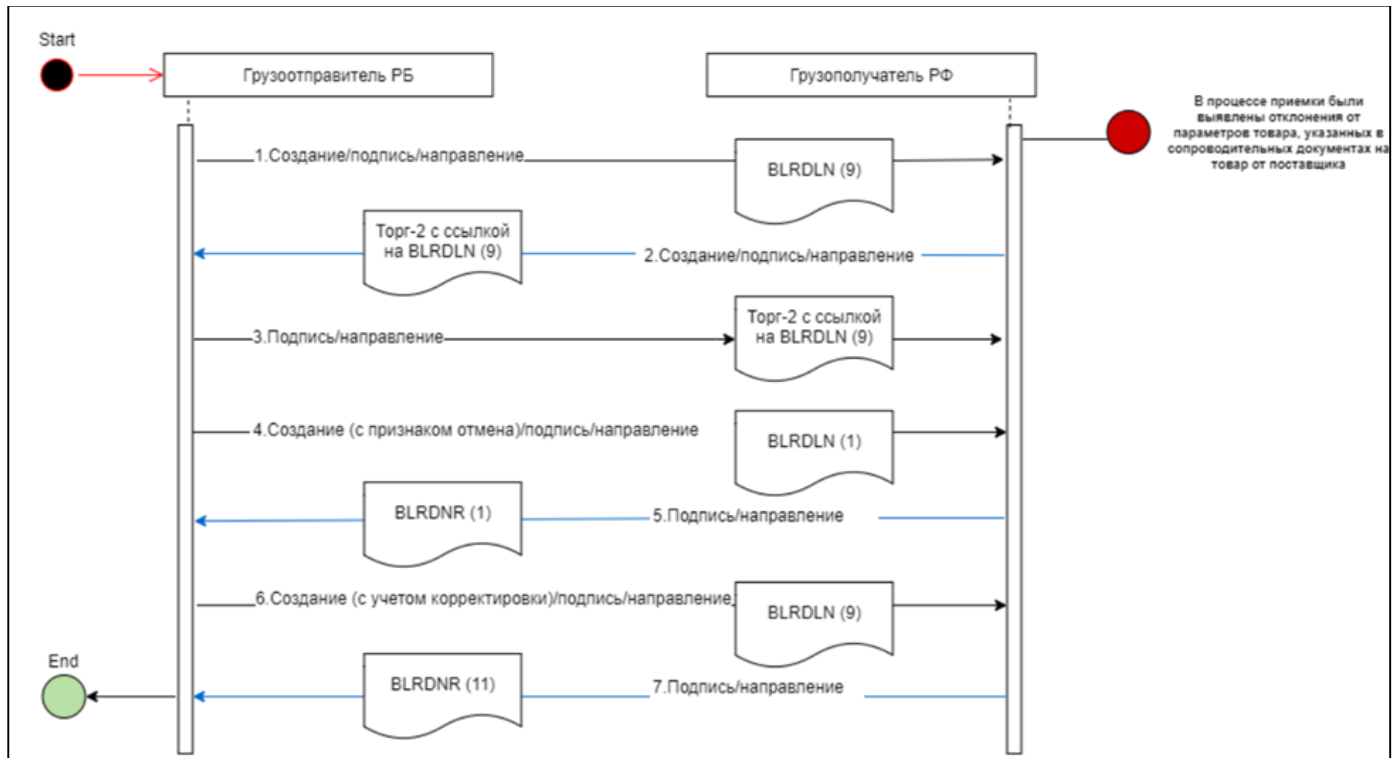 Start
Грузоотправитель РБ
Грузополучатель РФ
В процессе приемки были
выявлены отклонения от
параметров товара, указанных в
сопроводительных документах на
товар от поставщика
1.Создание/подпись/направление
BLRDLN (9)
Торг-2 с ссылкой
на BLRDLN (9)
2.Создание/подпись/направление
3.Подпись/направление
Торг-2 с ссылкой
на BLRDLN (9)
4.Создание (с признаком отмена)/подпись/направление
BLRDLN (1)
BLRDNR (1)
5.Подпись/направление
6.Создание (с учетом корректировки)/подпись/направление
BLRDLN (9)
End
BLRDNR (11)
7.Подпись/направление